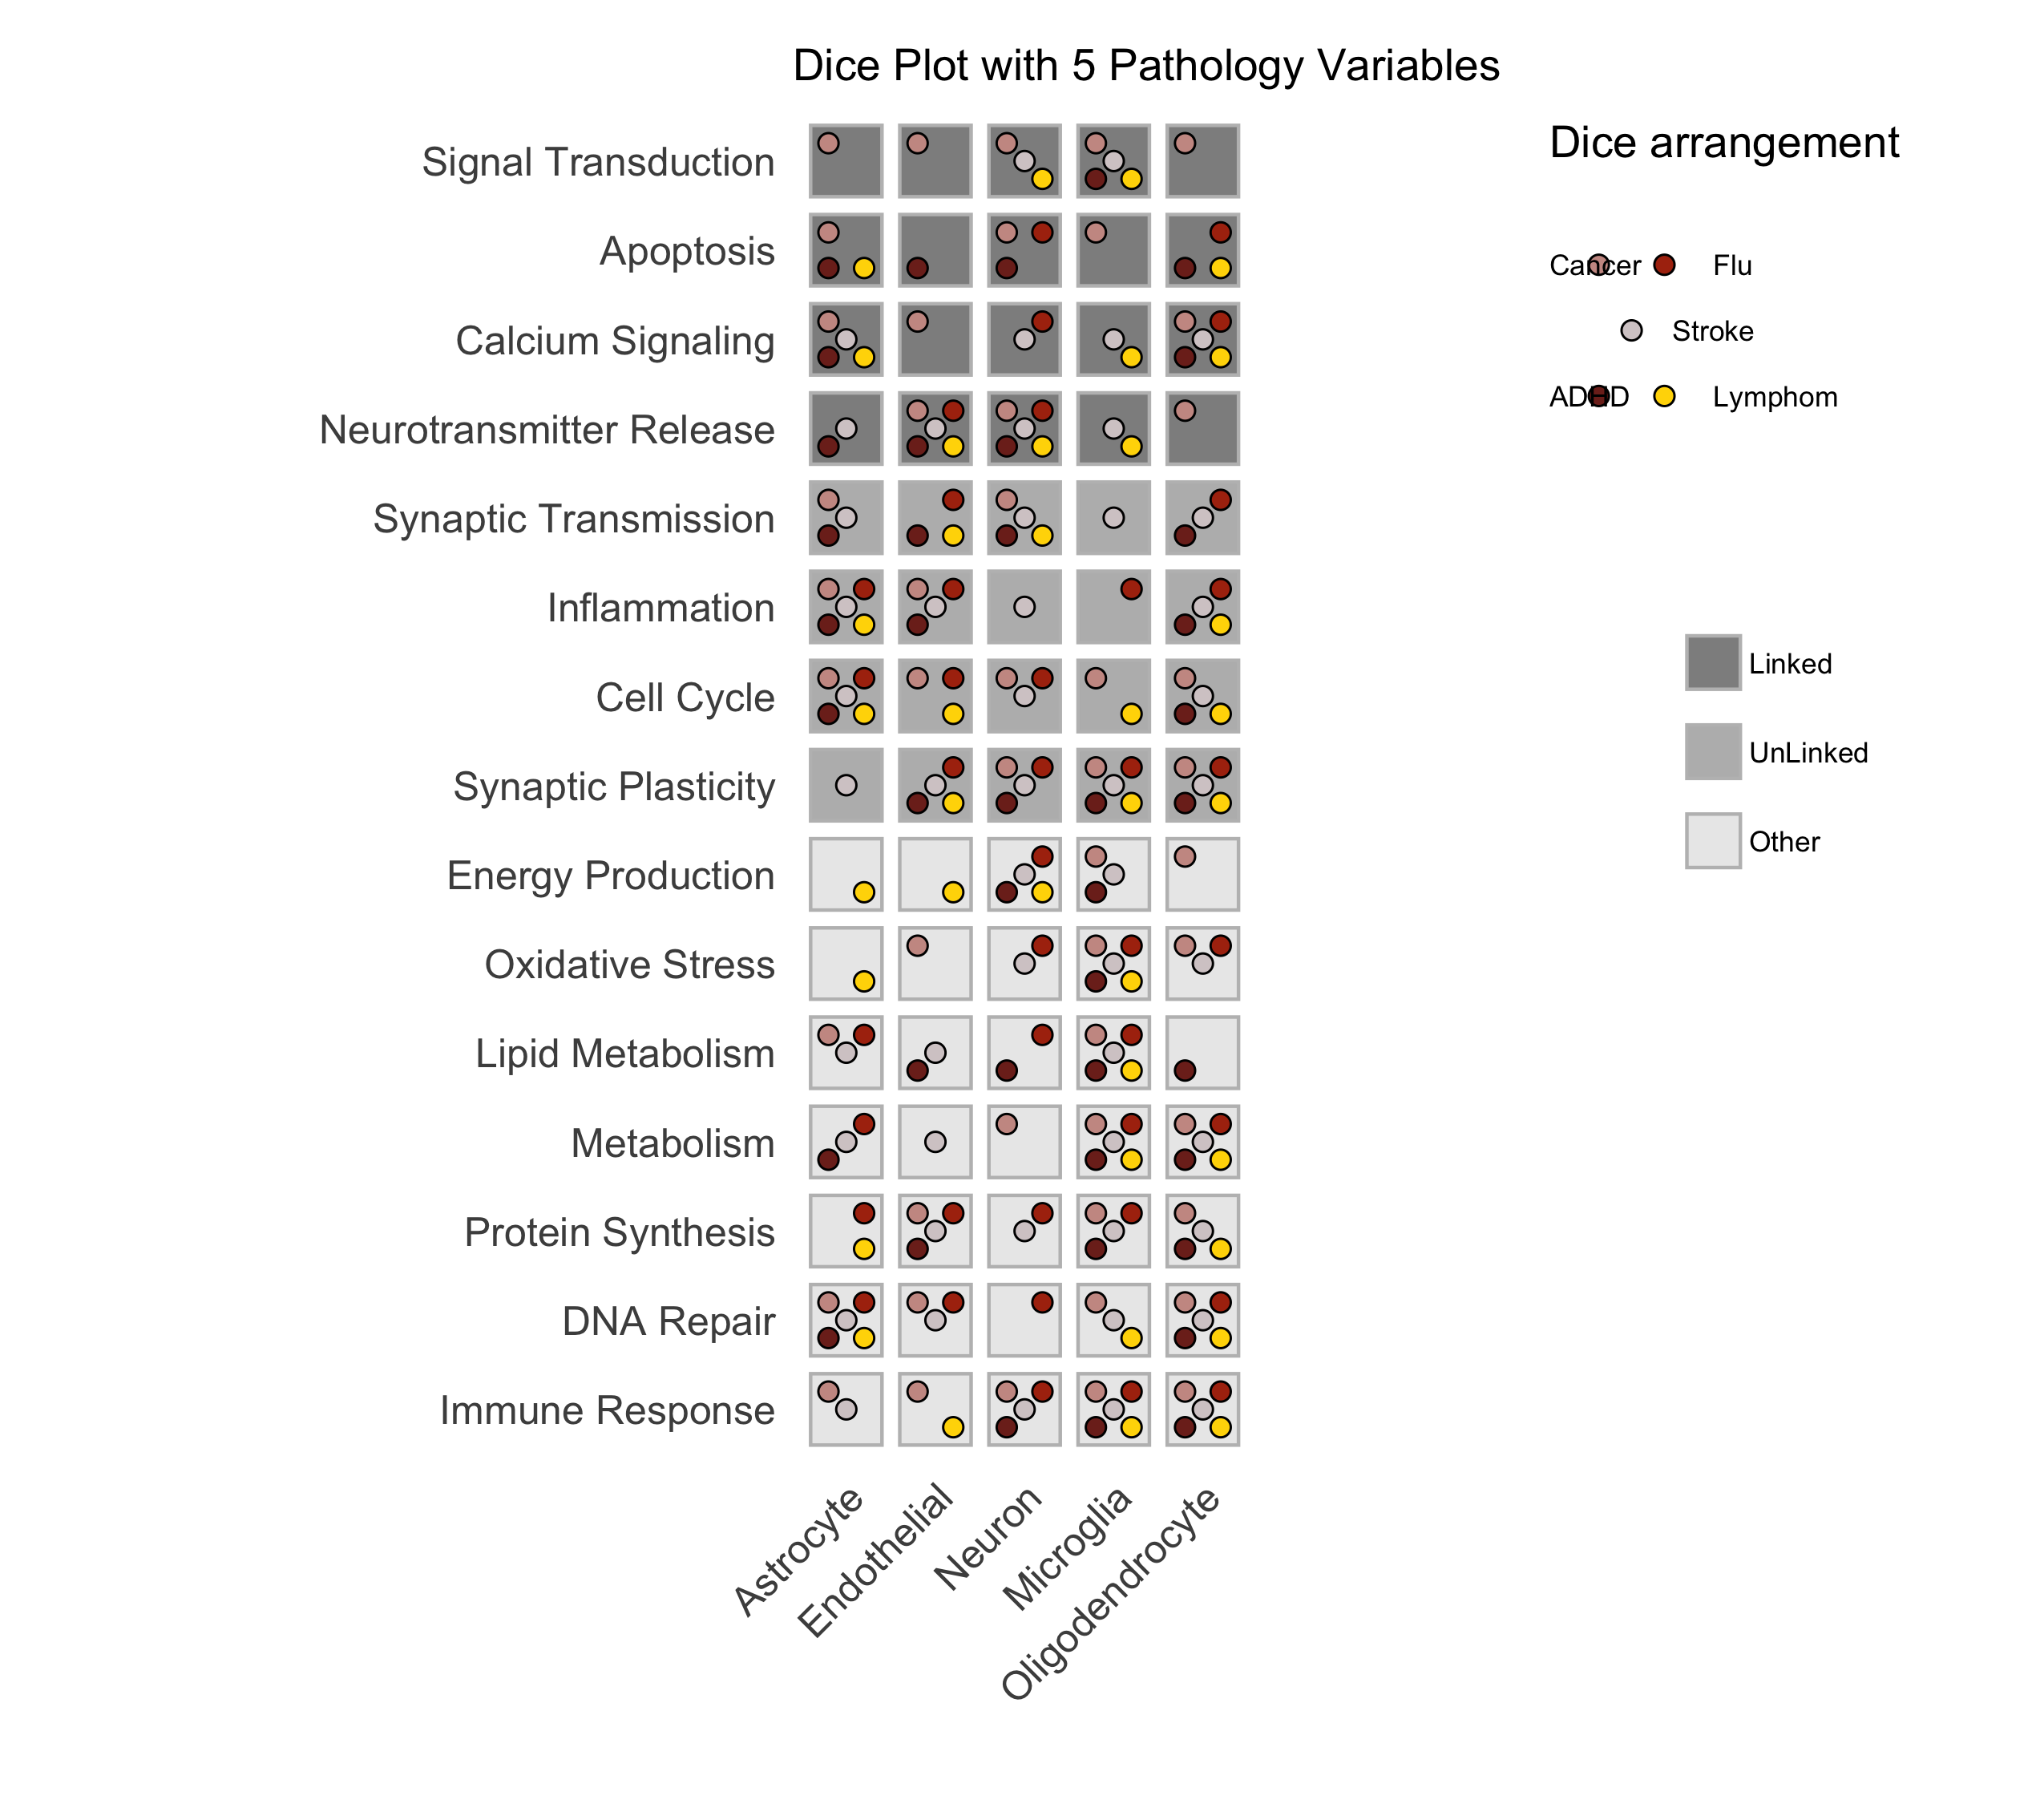 Dice Plot with 5 Pathology Variables
Dice arrangement
Signal Transduction
Apoptosis
Calcium Signaling
Neurotransmitter Release
Synaptic Transmission
Inflammation
Cell Cycle
Synaptic Plasticity
Energy Production
Oxidative Stress
Lipid Metabolism
Metabolism
Protein Synthesis
DNA Repair
Immune Response
Astrocyte
Endothelial
Neuron
Microglia
Oligodendrocyte
Cancer
Flu
Stroke
ADHD
Lymphom
Linked
UnLinked
Other